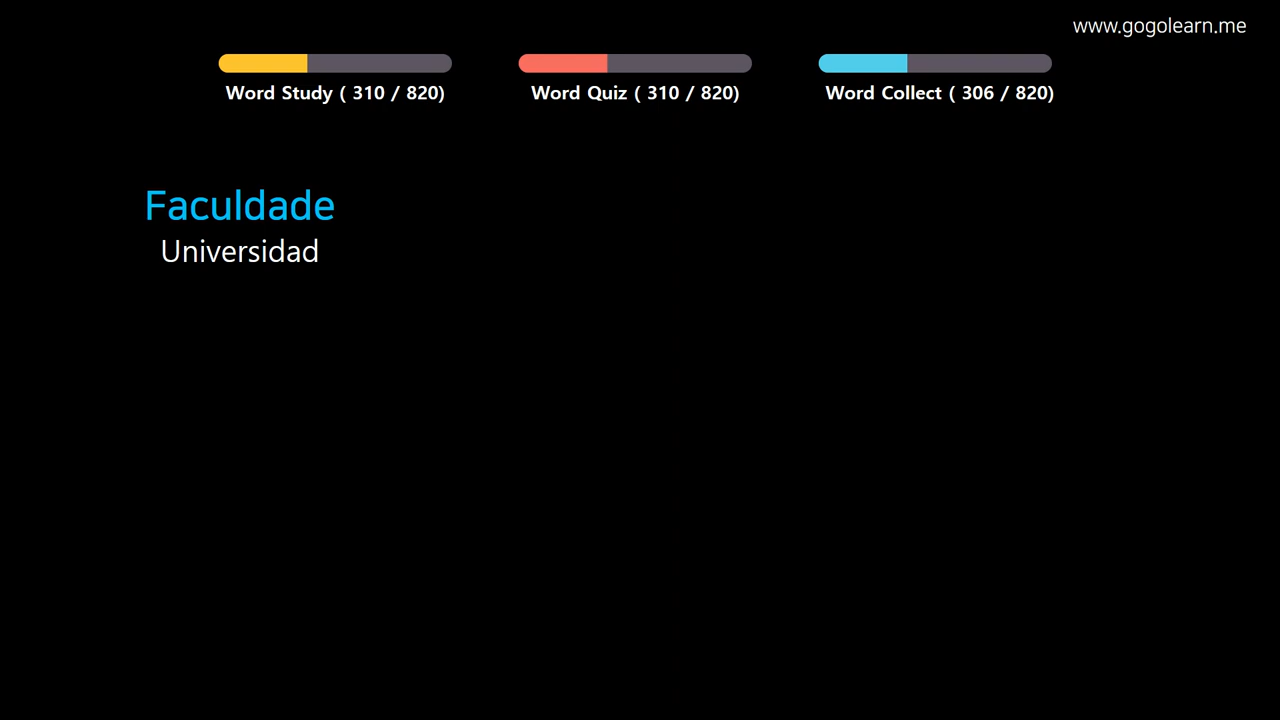 www.gogolearn.me
Word Study ( 310 / 820)
Word Quiz ( 310 / 820)
Word Collect ( 306 / 820)
Faculdade
Universidad